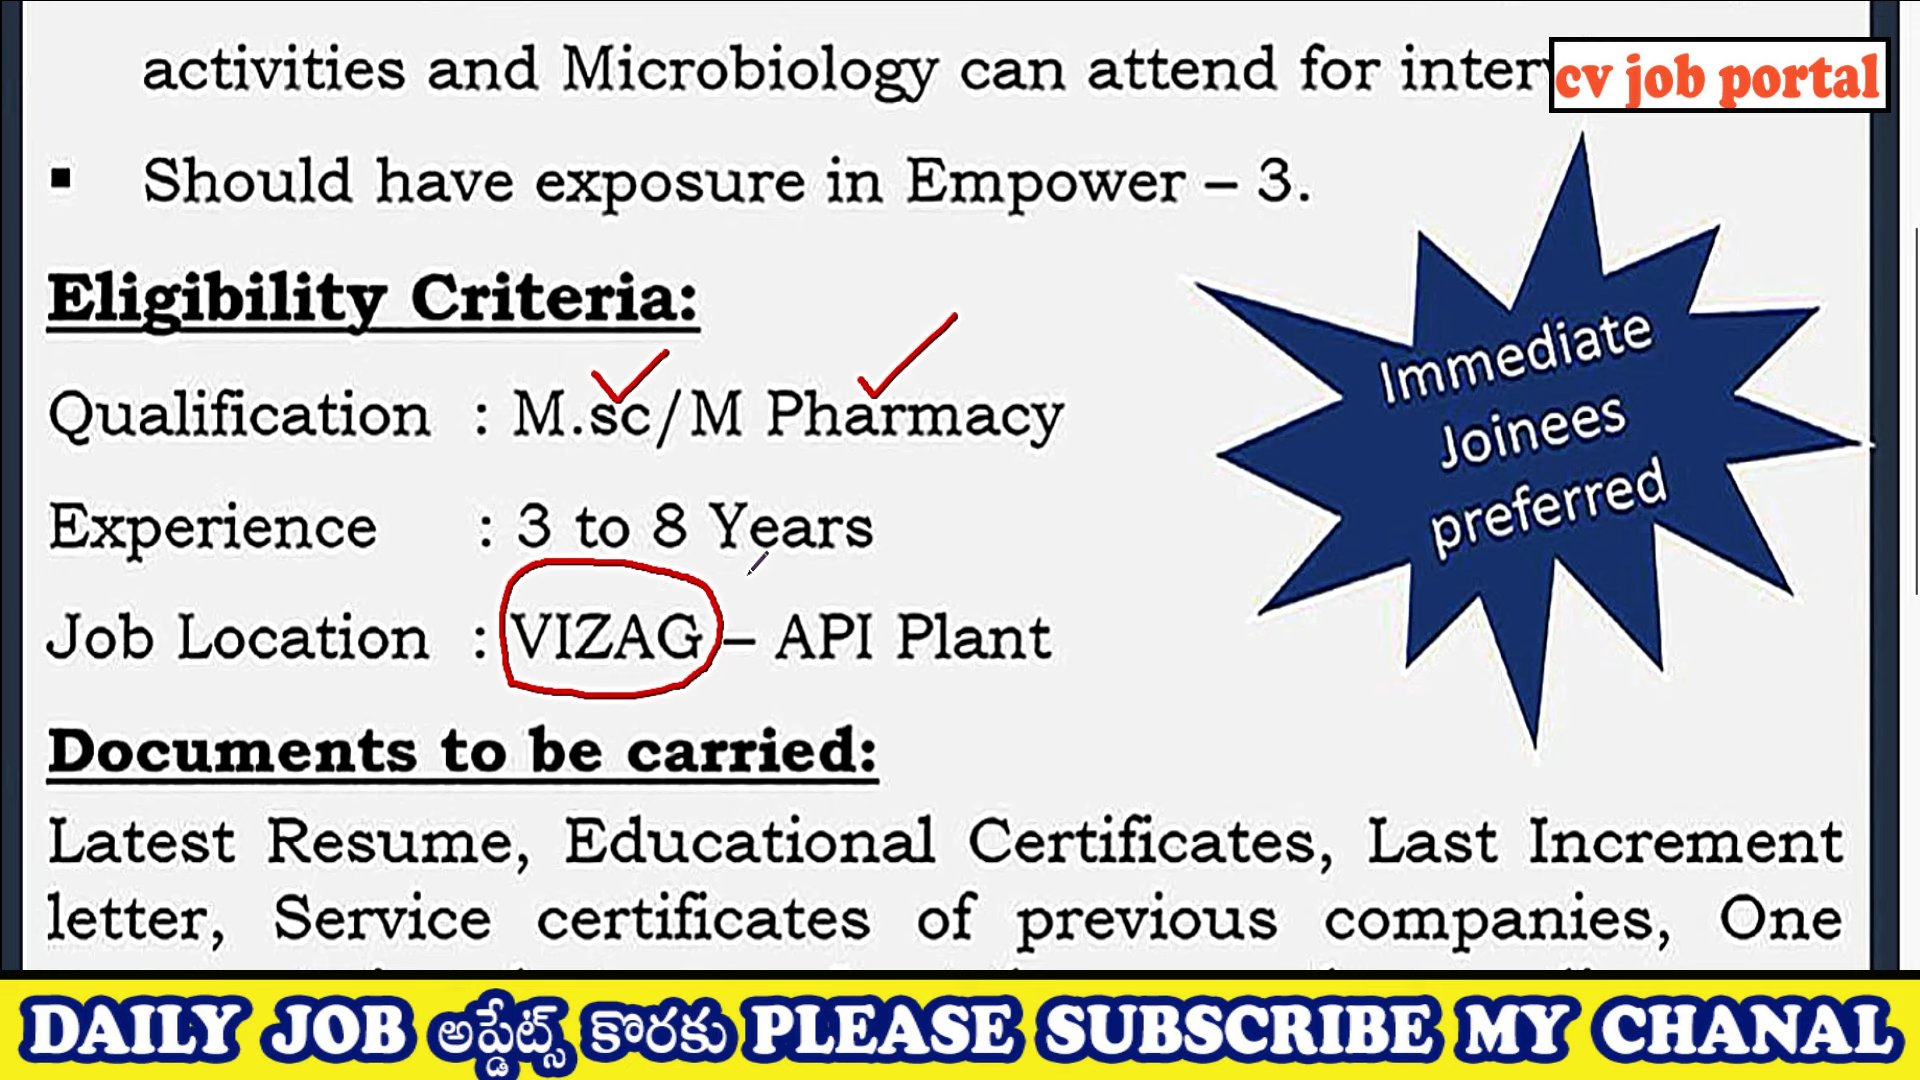 activities and Microbiology can attend for
cv job portal
▪ Should have exposure in Empower – 3.
Eligibility Criteria:
Qualification : M.sc/M Pharmacy
Experience : 3 to 8 Years
Job Location : VIZAG – API Plant
Immediate
Joinees
preferred
Documents to be carried:
Latest Resume, Educational Certificates, Last Increment
letter, Service certificates of previous companies, One
DAILY JOB అప్డేట్స్ కొరకు PLEASE SUBSCRIBE MY CHANAL